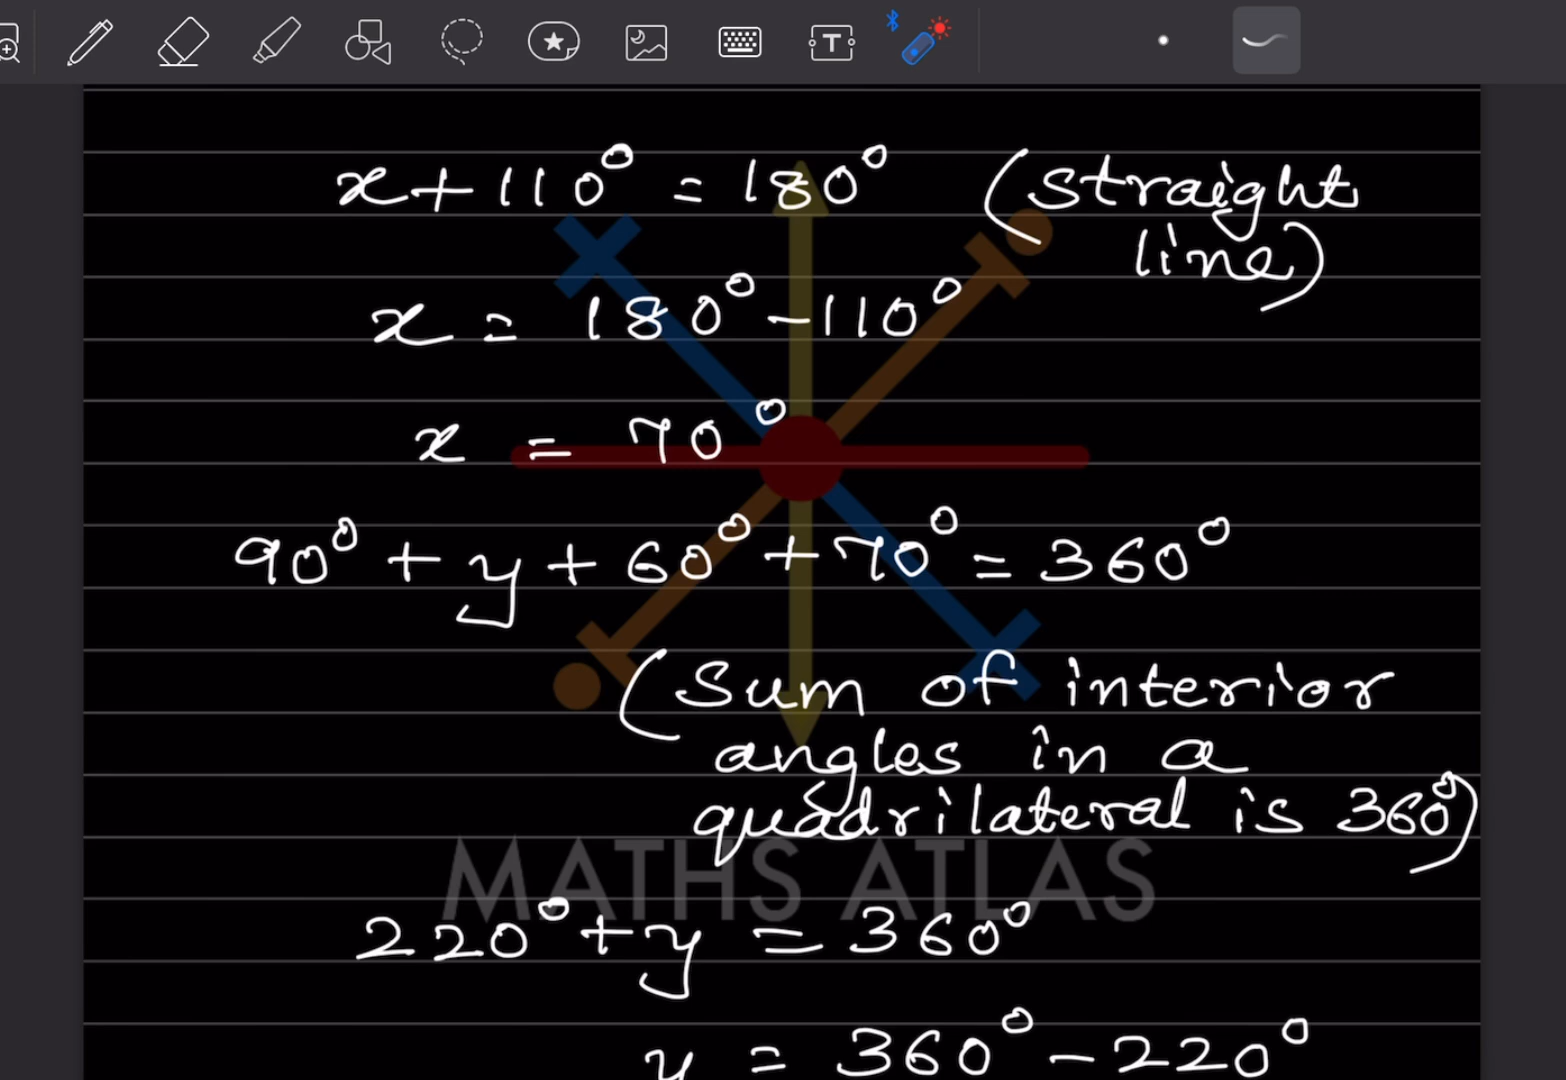 x + 110° = 180° (straight
line)
x = 180° - 110°
x = 70°
90° + y + 60° + 70° = 360°
(Sum of interior
angles in a
quadrilateral is 360°)
MATHS ATLAS
220° + y = 360°
y = 360° - 220°